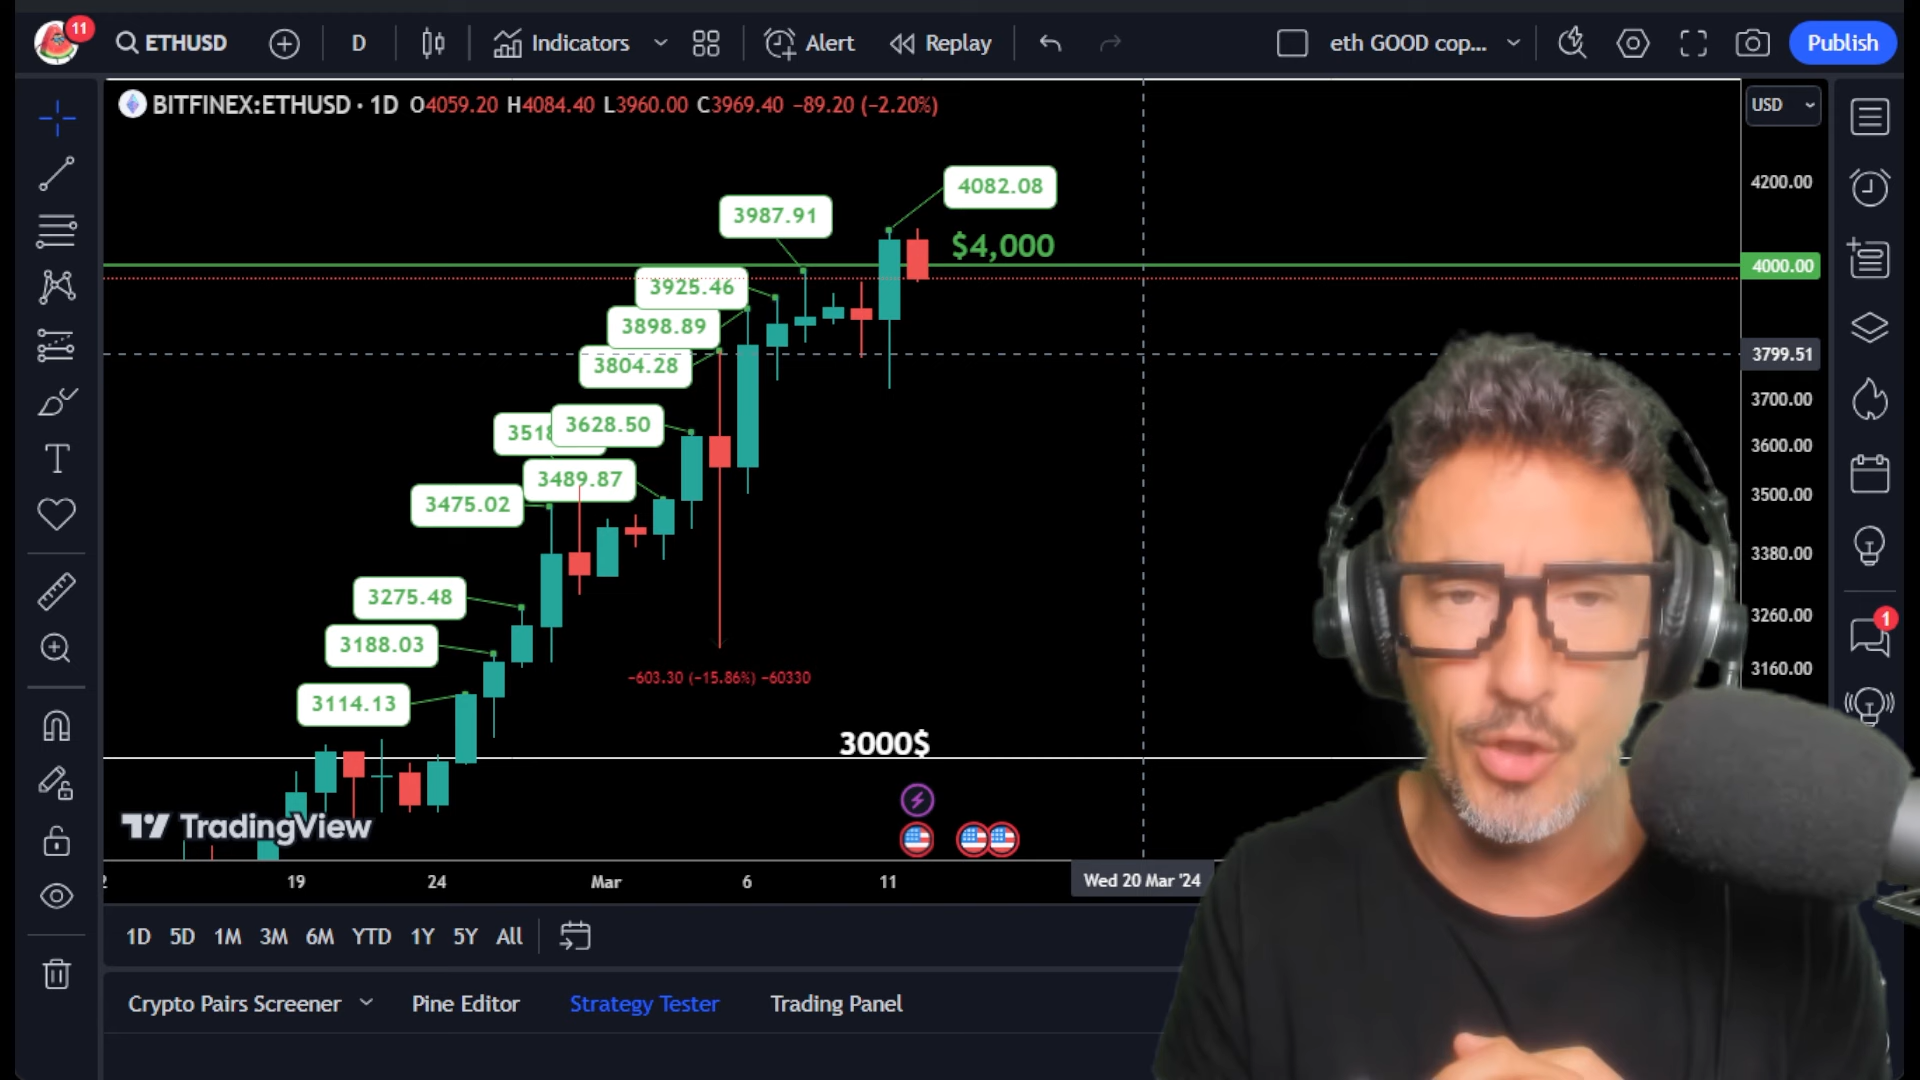 11
ETHUSD
D
Indicators
Alert
Replay
eth GOOD cop...
Publish
BITFINEX:ETHUSD · 1D O4059.20 H4084.40 L3960.00 C3969.40 −89.20 (−2.20%)
USD
4200.00
4082.08
3987.91
$4,000
4000.00
3925.46
3898.89
3804.28
3799.51
3700.00
3628.50
3600.00
3489.87
3500.00
3475.02
3380.00
3275.48
3260.00
1
3188.03
3160.00
−603.30 (−15.86%) −60330
3114.13
3000$
TradingView
19
24
Mar
6
11
Wed 20 Mar '24
1D 5D 1M 3M 6M YTD 1Y 5Y All
Crypto Pairs Screener
Pine Editor
Strategy Tester
Trading Panel